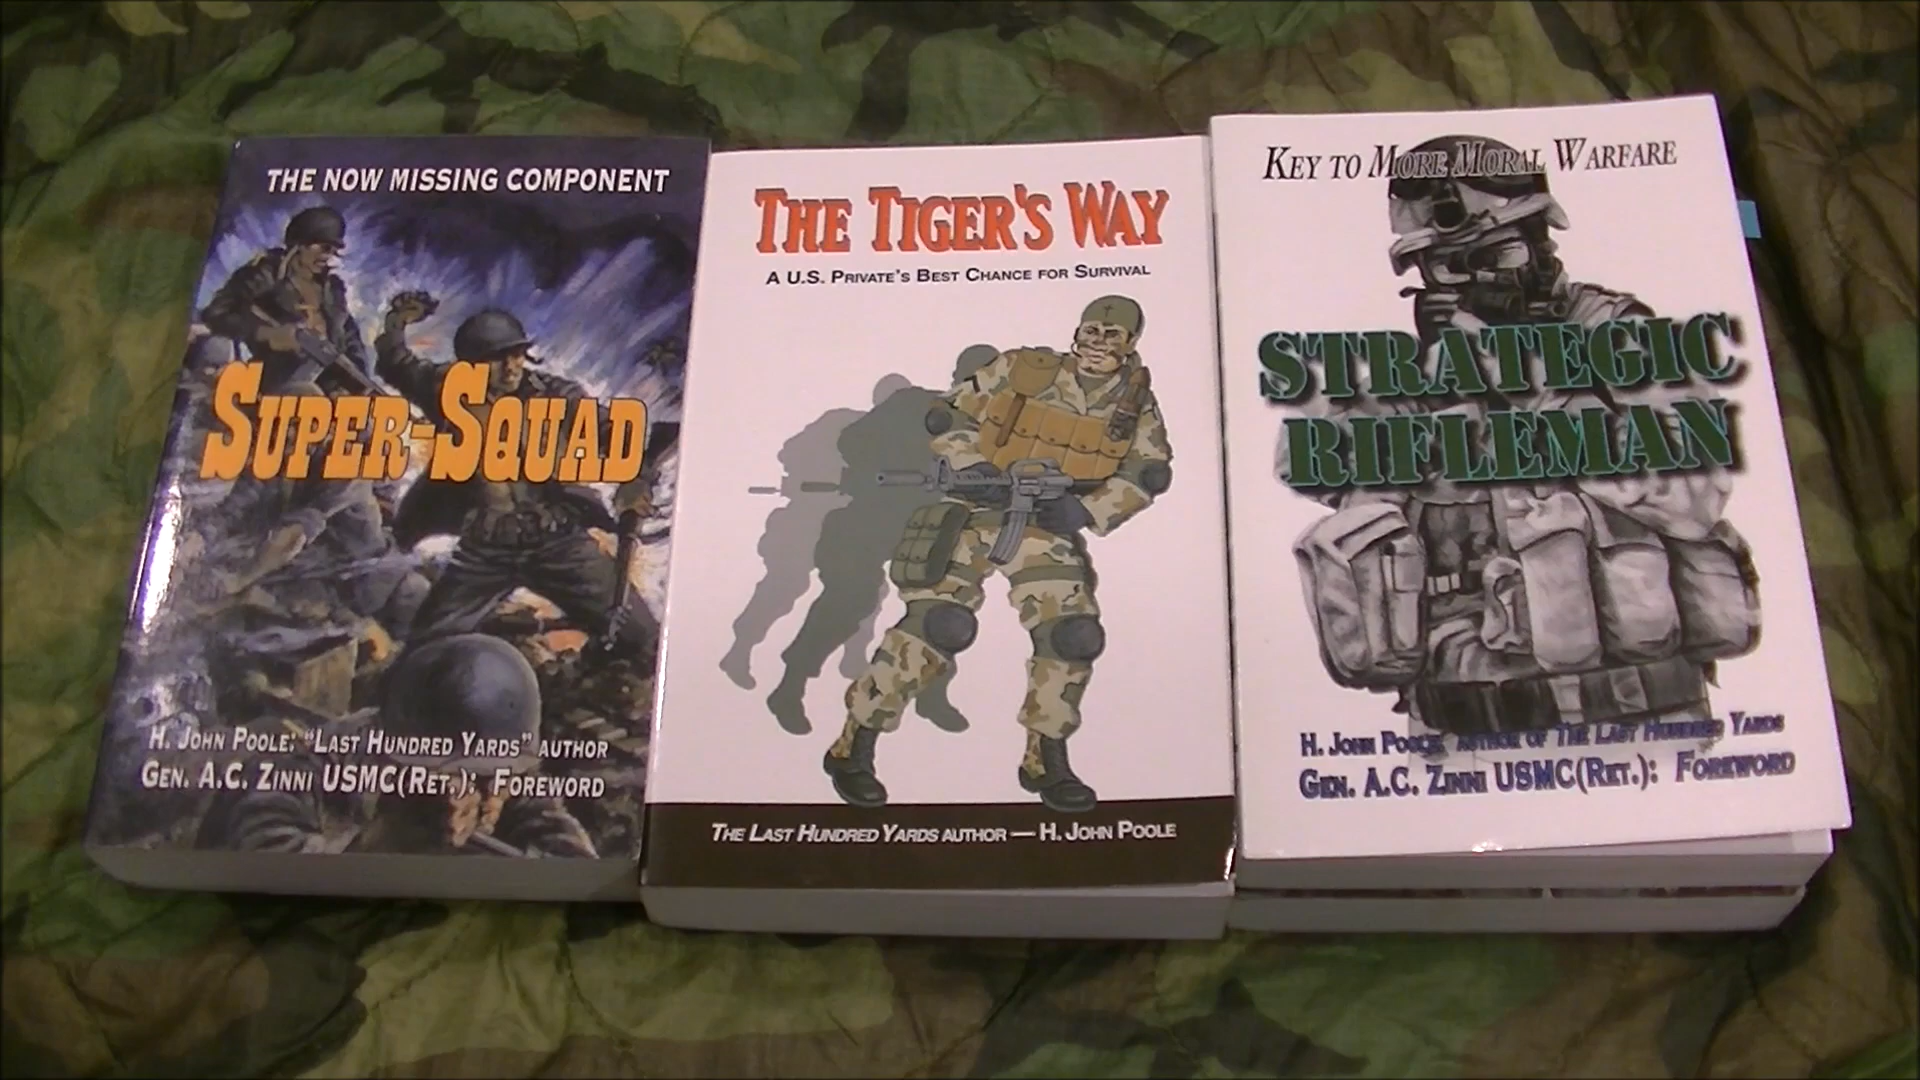 THE NOW MISSING COMPONENT
SUPER-SQUAD
H. JOHN POOLE: "LAST HUNDRED YARDS" AUTHOR
GEN. A.C. ZINNI USMC(RET.): FOREWORD
THE TIGER'S WAY
A U.S. PRIVATE'S BEST CHANCE FOR SURVIVAL
THE LAST HUNDRED YARDS AUTHOR — H. JOHN POOLE
KEY TO MORE MORAL WARFARE
STRATEGIC
RIFLEMAN
H. JOHN POOLE, AUTHOR OF THE LAST HUNDRED YARDS
GEN. A.C. ZINNI USMC(RET.): FOREWORD